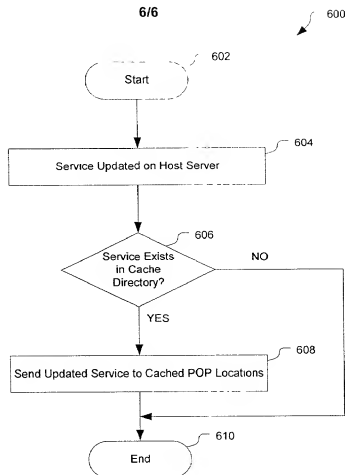 6/6
600
602
Start
604
Service Updated on Host Server
606
Service Exists
in Cache
Directory?
NO
YES
608
Send Updated Service to Cached POP Locations
610
End